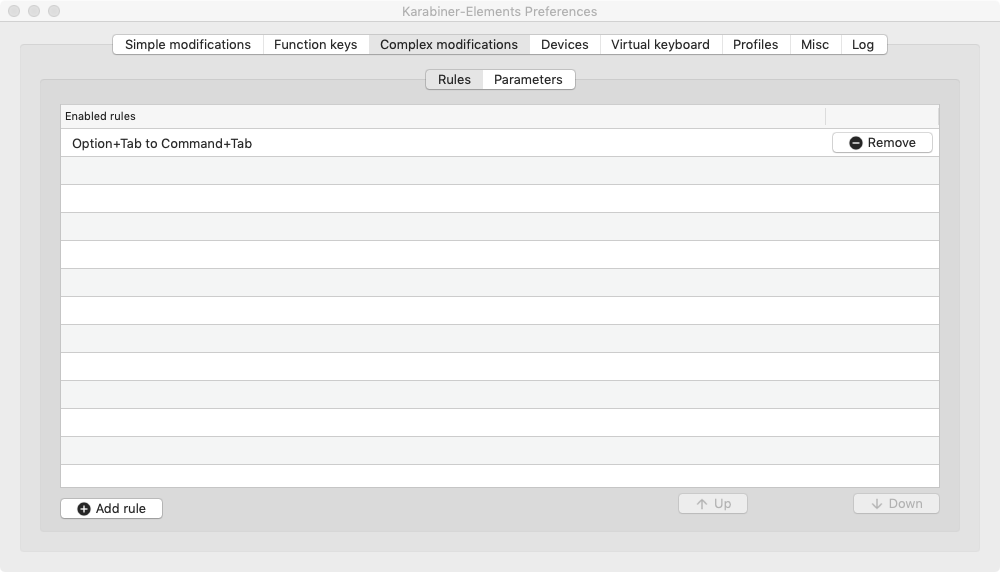 Karabiner-Elements Preferences
Simple modifications Function keys Complex modifications Devices Virtual keyboard Profiles Misc Log
Rules Parameters
Enabled rules
Option+Tab to Command+Tab Remove
Add rule Up Down